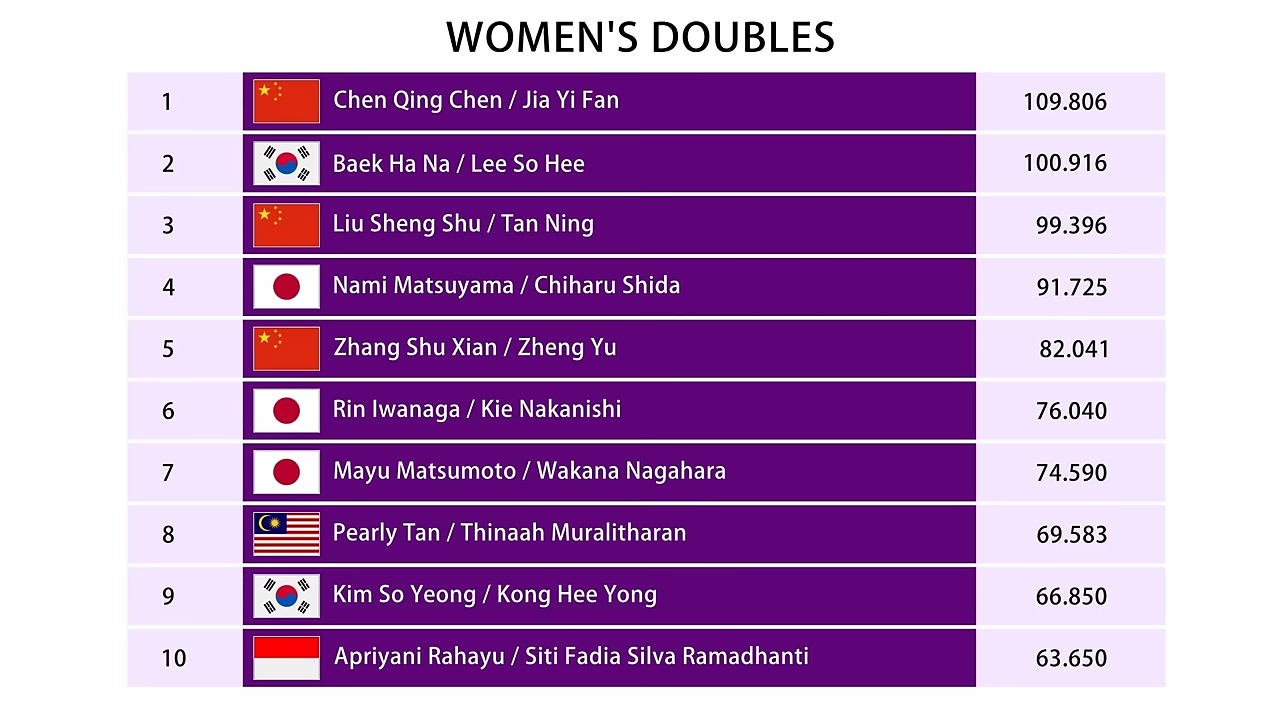 WOMEN'S DOUBLES
1 Chen Qing Chen / Jia Yi Fan 109.806
2 Baek Ha Na / Lee So Hee 100.916
3 Liu Sheng Shu / Tan Ning 99.396
4 Nami Matsuyama / Chiharu Shida 91.725
5 Zhang Shu Xian / Zheng Yu 82.041
6 Rin Iwanaga / Kie Nakanishi 76.040
7 Mayu Matsumoto / Wakana Nagahara 74.590
8 Pearly Tan / Thinaah Muralitharan 69.583
9 Kim So Yeong / Kong Hee Yong 66.850
10 Apriyani Rahayu / Siti Fadia Silva Ramadhanti 63.650